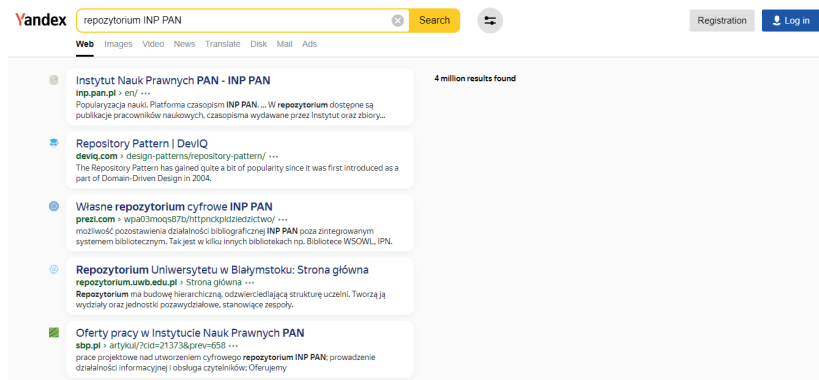 Yandex
repozytorium INP PAN
Search
Registration
Log in
Web Images Video News Translate Disk Mail Ads
Instytut Nauk Prawnych PAN - INP PAN
inp.pan.pl › en/ ···
Popularyzacja nauki. Platforma czasopism INP PAN. ... W repozytorium dostępne są
publikacje pracowników naukowych, czasopisma wydawane przez Instytut oraz zbiory...
4 million results found
Repository Pattern | DevIQ
deviq.com › design-patterns/repository-pattern/ ···
The Repository Pattern has gained quite a bit of popularity since it was first introduced as a
part of Domain-Driven Design in 2004.
Własne repozytorium cyfrowe INP PAN
prezi.com › wpa03moqs87b/httpnckpldziedzictwo/ ···
możliwość pozostawienia działalności bibliograficznej INP PAN poza zintegrowanym
systemem bibliotecznym. Tak jest w kilku innych bibliotekach np. Bibliotece WSOWL., IPN.
Repozytorium Uniwersytetu w Białymstoku: Strona główna
repozytorium.uwb.edu.pl › Strona główna ···
Repozytorium ma budowę hierarchiczną, odzwierciedlającą strukturę uczelni. Tworzą ją
wydziały oraz jednostki pozawydziałowe, stanowiące zespoły.
Oferty pracy w Instytucie Nauk Prawnych PAN
sbp.pl › artykul/?cid=21373&prev=658 ···
prace projektowe nad utworzeniem cyfrowego repozytorium INP PAN; prowadzenie
działalności informacyjnej i obsługa czytelników; Oferujemy